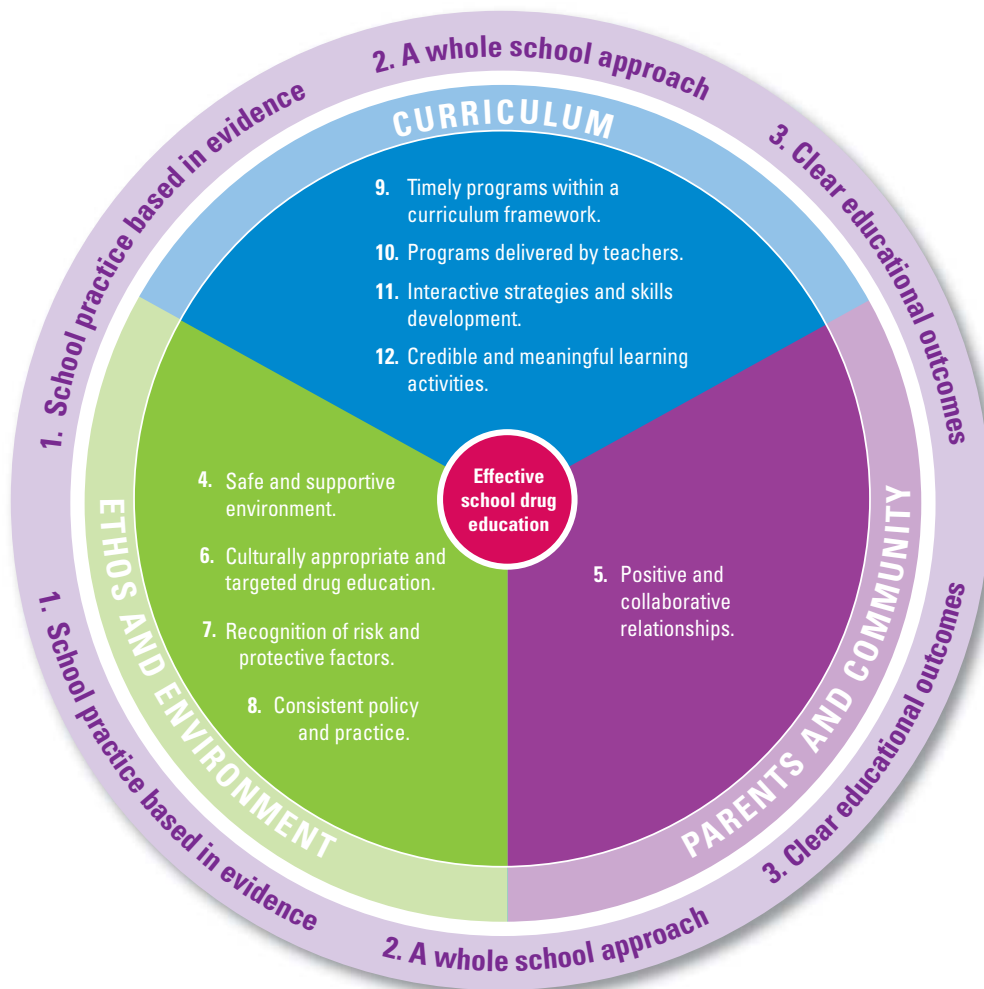 1. School practice based in evidence
2. A whole school approach
3. Clear educational outcomes
CURRICULUM
9. Timely programs within a
curriculum framework.
10. Programs delivered by teachers.
11. Interactive strategies and skills
development.
12. Credible and meaningful learning
activities.
Effective
school drug
education
ETHOS AND ENVIRONMENT
4. Safe and supportive
environment.
6. Culturally appropriate and
targeted drug education.
7. Recognition of risk and
protective factors.
8. Consistent policy
and practice.
PARENTS AND COMMUNITY
5. Positive and
collaborative
relationships.
1. School practice based in evidence
2. A whole school approach
3. Clear educational outcomes